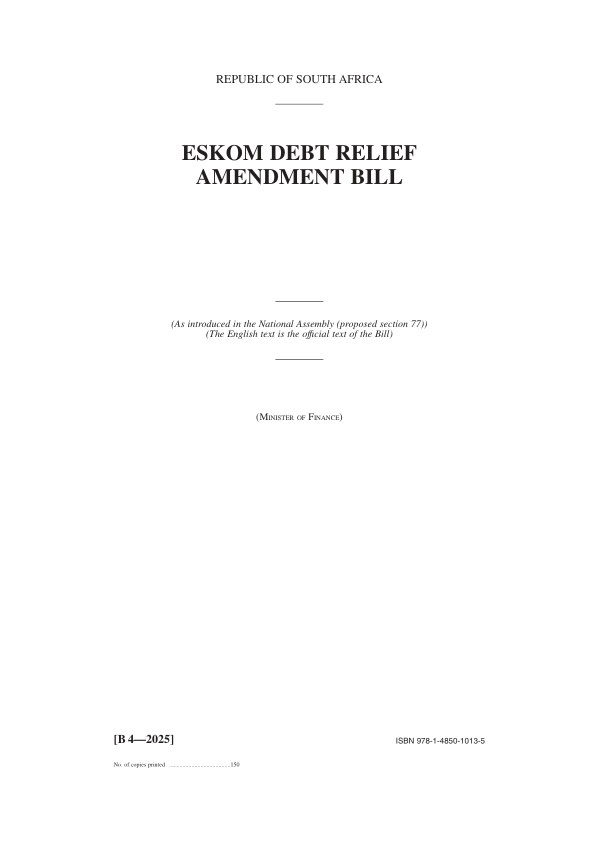 REPUBLIC OF SOUTH AFRICA
ESKOM DEBT RELIEF
AMENDMENT BILL
(As introduced in the National Assembly (proposed section 77))
(The English text is the official text of the Bill)
(Minister of Finance)
[B 4—2025]
ISBN 978-1-4850-1013-5
No. of copies printed .......................................150